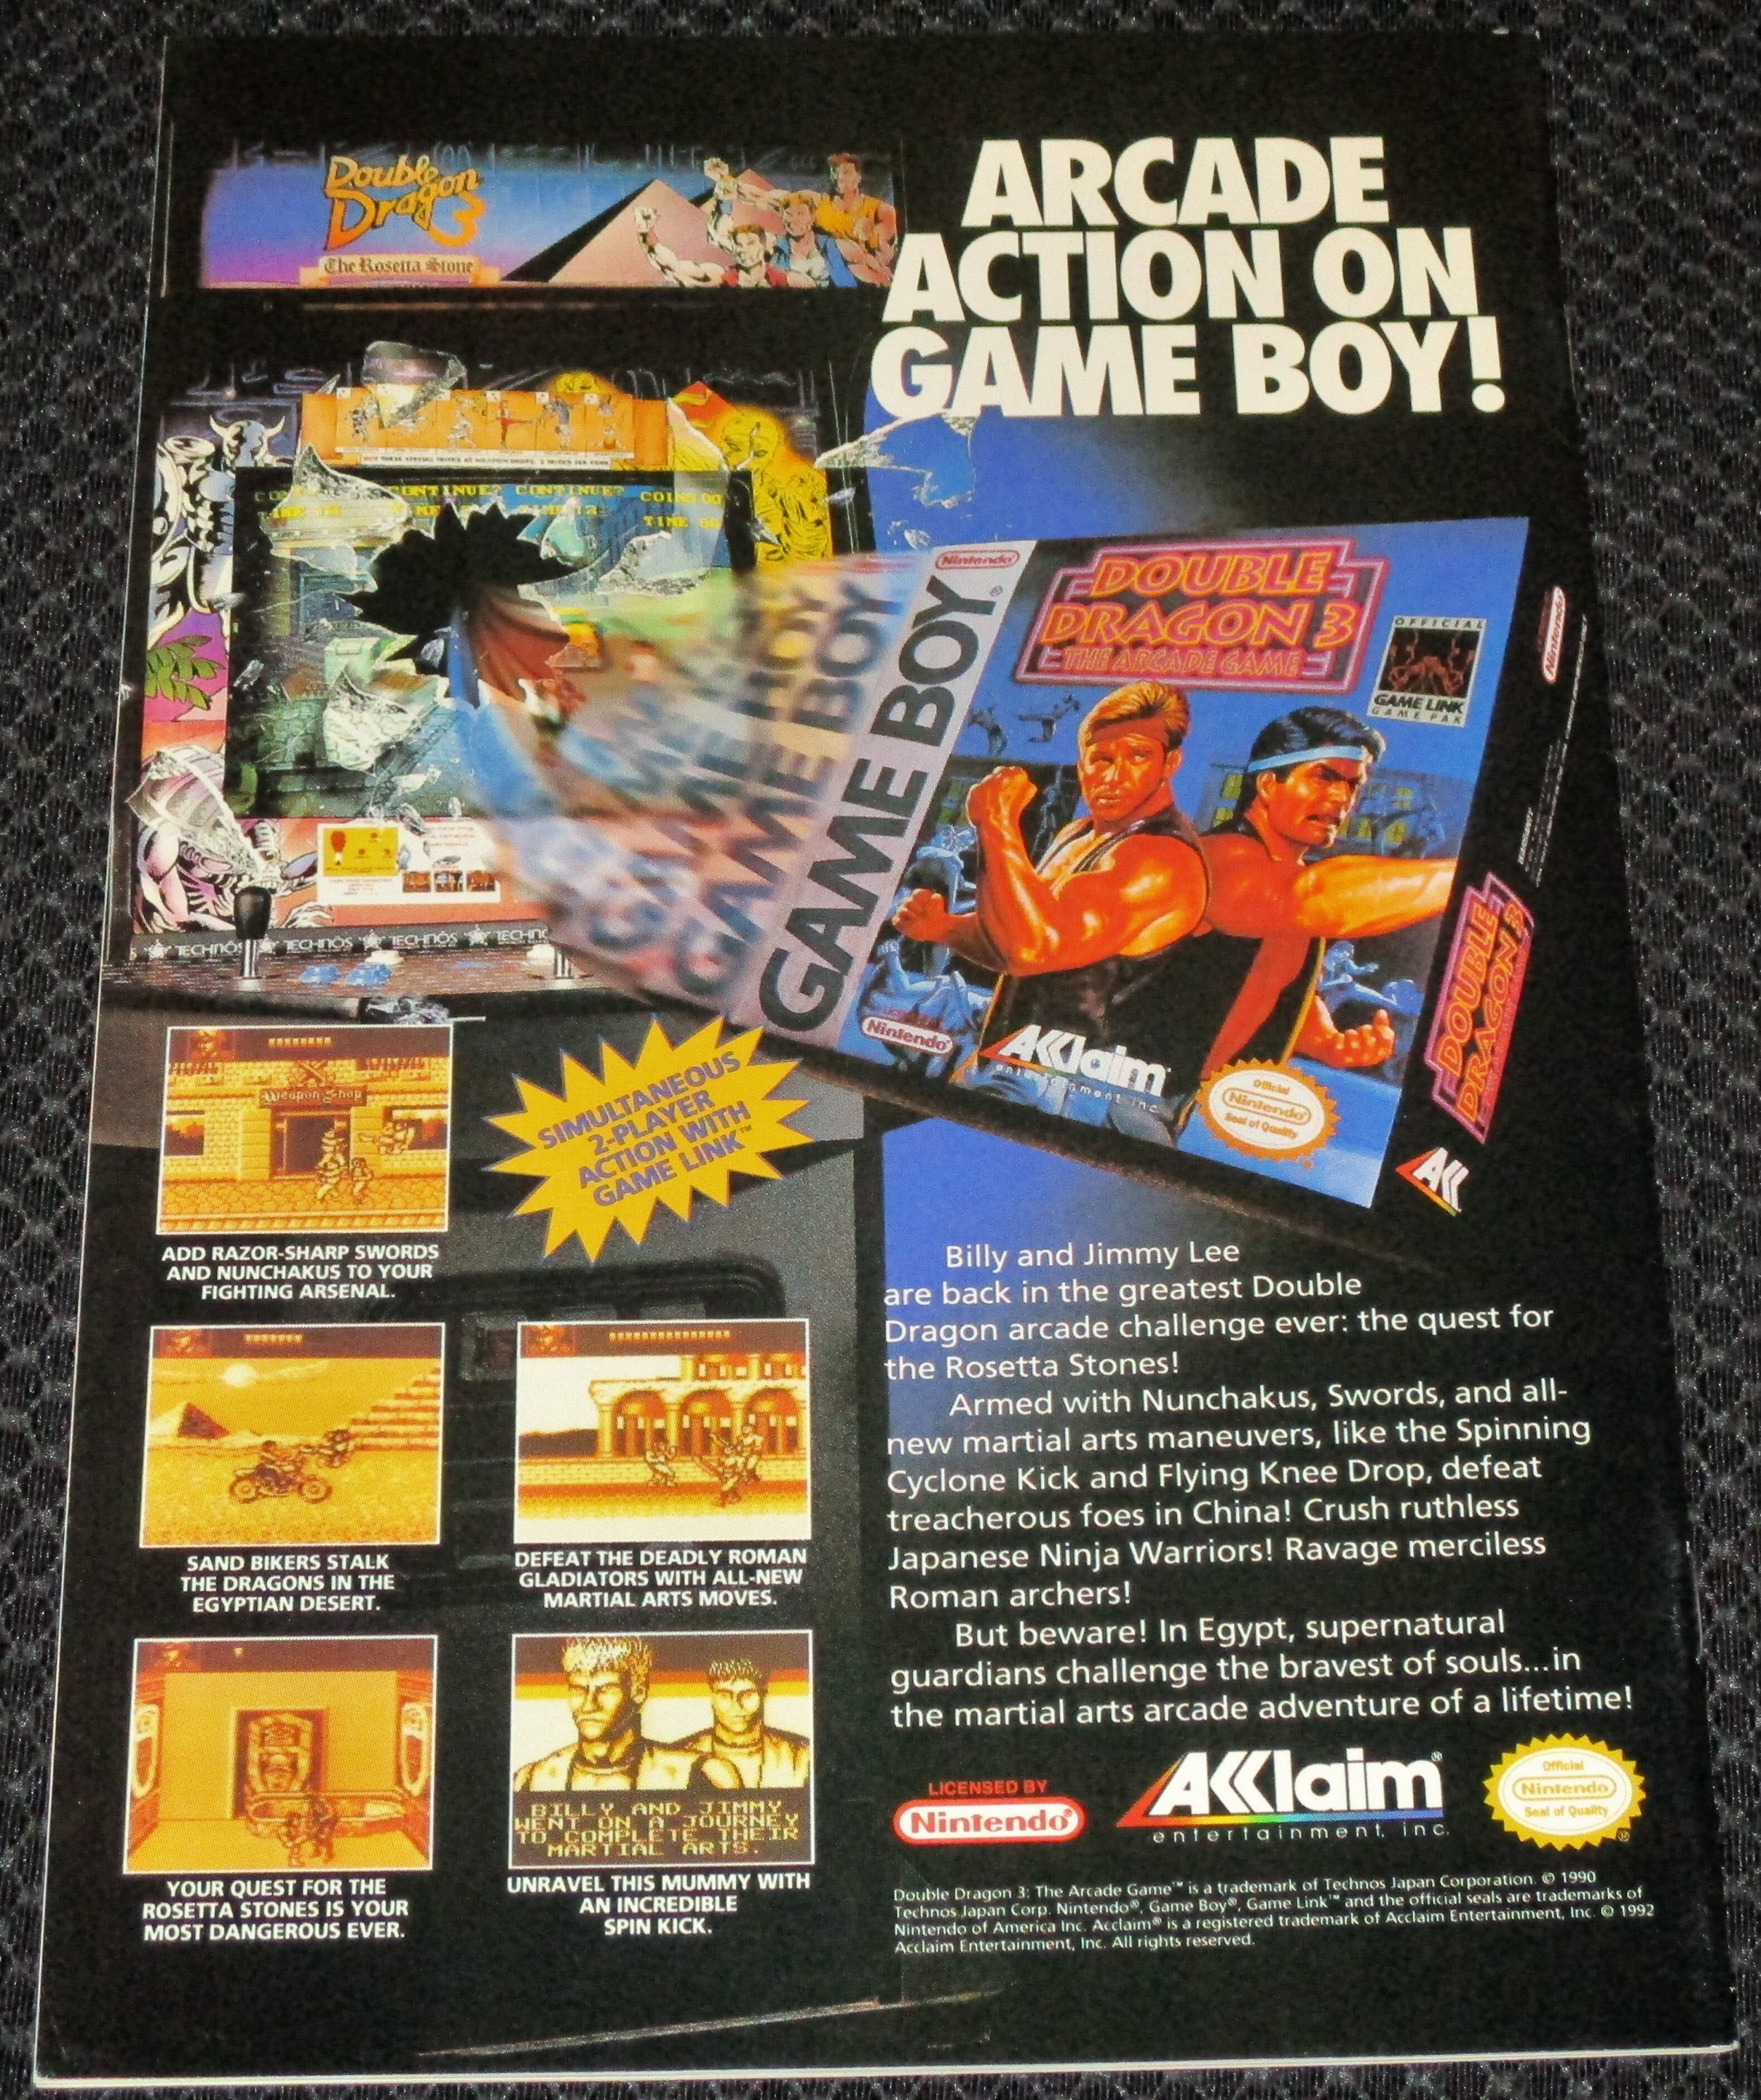 Double
Dragon
3
The Rosetta Stone
ARCADE
ACTION ON
GAME BOY!
CONTINUE? CONTINUE? COINS 00
TIME
Nintendo®
GAME BOY
DOUBLE
DRAGON 3
THE ARCADE GAME
OFFICIAL
GAME LINK
GAME PAK
Nintendo
AKKlaim
entertainment inc.
Official
Nintendo
Seal of Quality
Nintendo
DOUBLE
DRAGON 3
TECHNŌS TECHNŌS TECHNŌS
Weapon Shop
SIMULTANEOUS
2-PLAYER
ACTION WITH
GAME LINK™
ADD RAZOR-SHARP SWORDS
AND NUNCHAKUS TO YOUR
FIGHTING ARSENAL.
SAND BIKERS STALK
THE DRAGONS IN THE
EGYPTIAN DESERT.
DEFEAT THE DEADLY ROMAN
GLADIATORS WITH ALL-NEW
MARTIAL ARTS MOVES.
YOUR QUEST FOR THE
ROSETTA STONES IS YOUR
MOST DANGEROUS EVER.
BILLY AND JIMMY
WENT ON A JOURNEY
TO COMPLETE THEIR
MARTIAL ARTS.
UNRAVEL THIS MUMMY WITH
AN INCREDIBLE
SPIN KICK.
Billy and Jimmy Lee
are back in the greatest Double
Dragon arcade challenge ever: the quest for
the Rosetta Stones!
Armed with Nunchakus, Swords, and all-
new martial arts maneuvers, like the Spinning
Cyclone Kick and Flying Knee Drop, defeat
treacherous foes in China! Crush ruthless
Japanese Ninja Warriors! Ravage merciless
Roman archers!
But beware! In Egypt, supernatural
guardians challenge the bravest of souls...in
the martial arts arcade adventure of a lifetime!
LICENSED BY
Nintendo®
AKKlaim®
entertainment, inc.
Official
Nintendo
Seal of Quality
®
Double Dragon 3: The Arcade Game™ is a trademark of Technos Japan Corporation. © 1990
Technos Japan Corp. Nintendo®, Game Boy®, Game Link™ and the official seals are trademarks of
Nintendo of America Inc. Acclaim® is a registered trademark of Acclaim Entertainment, Inc. © 1992
Acclaim Entertainment, Inc. All rights reserved.